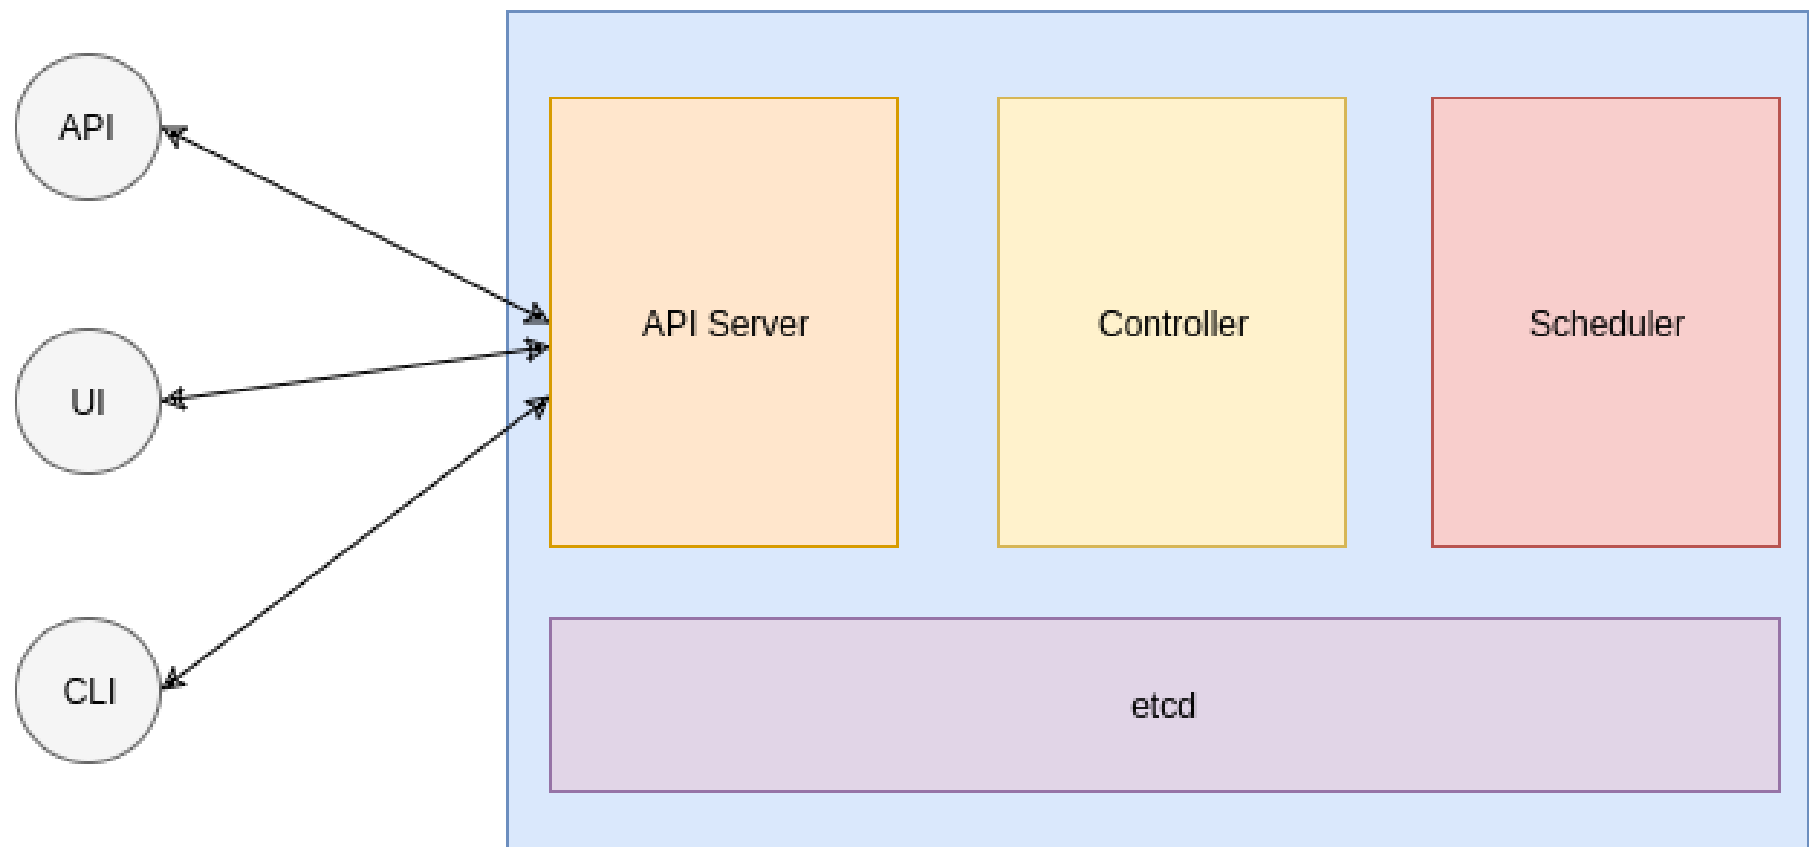 API
UI
CLI
API Server
Controller
Scheduler
etcd